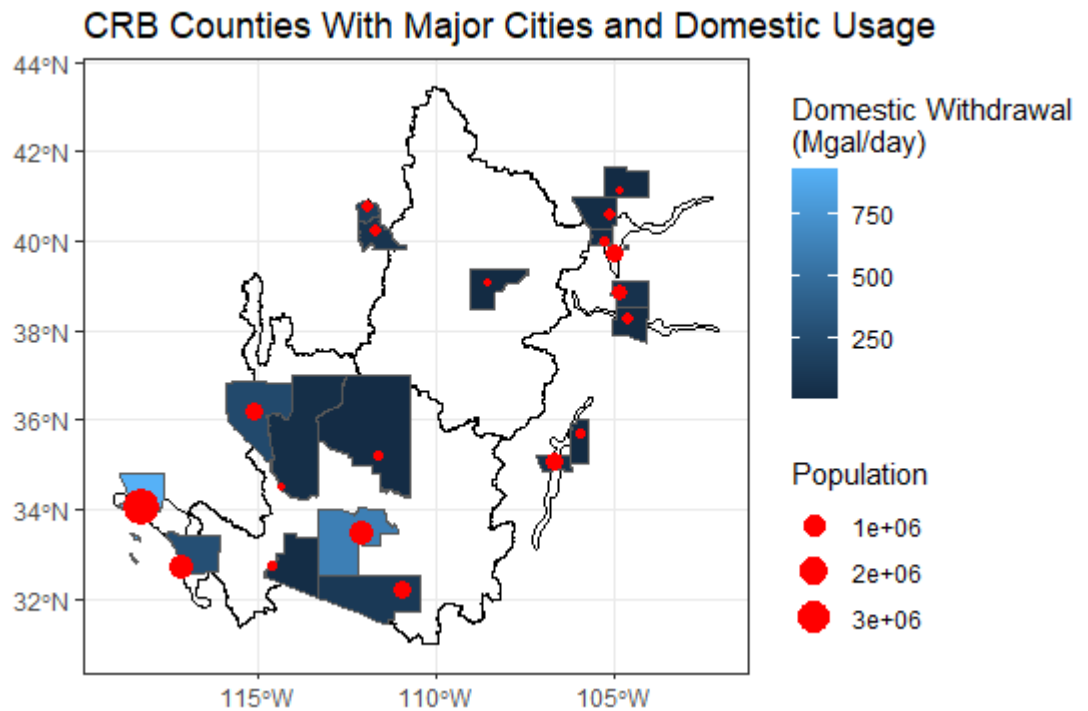 CRB Counties With Major Cities and Domestic Usage
44°N
42°N
40°N
38°N
36°N
34°N
32°N
115°W
110°W
105°W
Domestic Withdrawal
(Mgal/day)
750
500
250
Population
1e+06
2e+06
3e+06